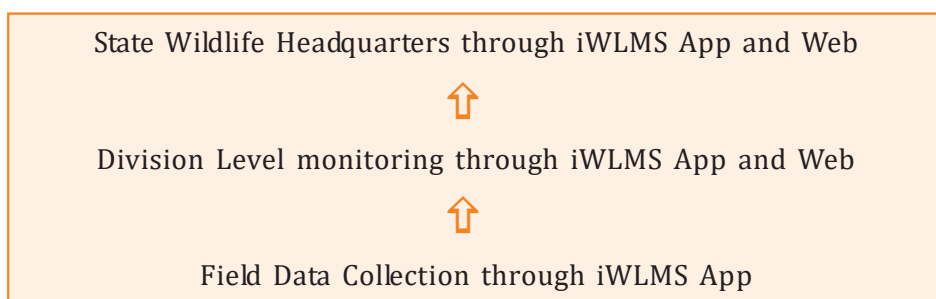 State Wildlife Headquarters through iWLMS App and Web
Division Level monitoring through iWLMS App and Web
Field Data Collection through iWLMS App